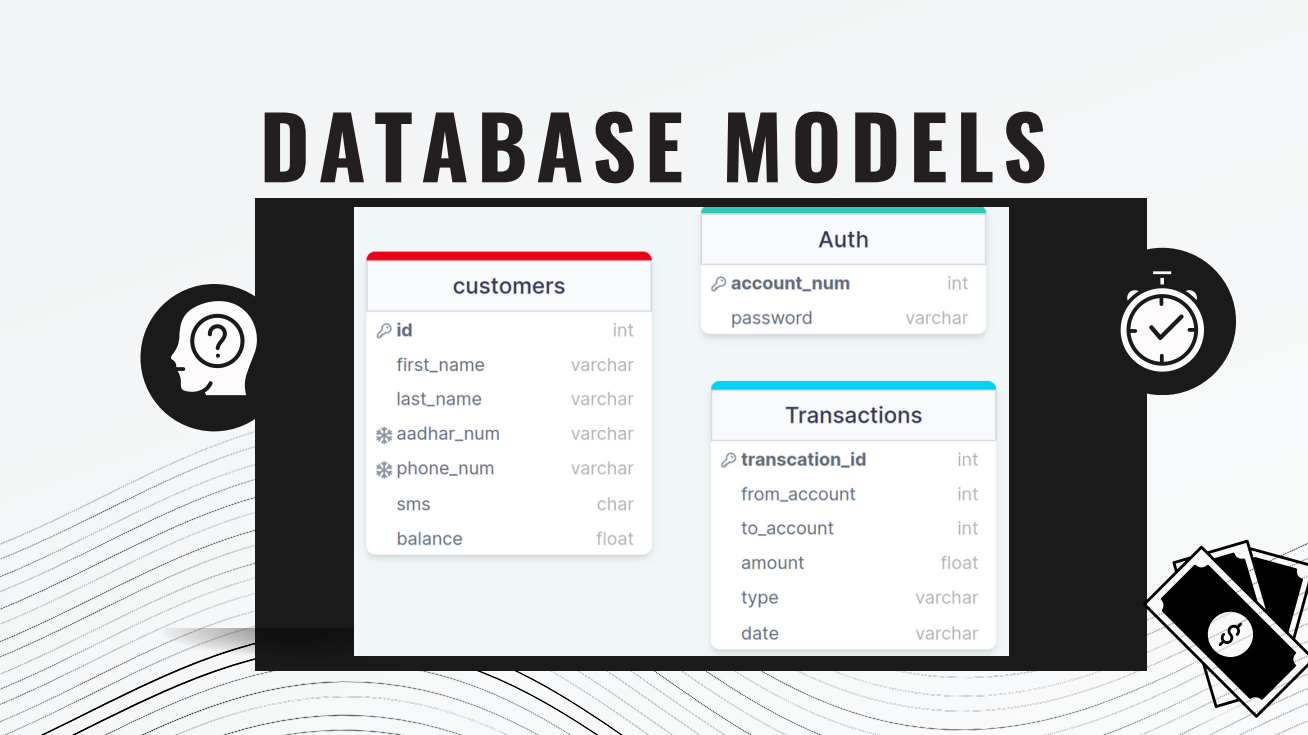 DATABASE MODELS
customers
id int
first_name varchar
last_name varchar
aadhar_num varchar
phone_num varchar
sms char
balance float
Auth
account_num int
password varchar
Transactions
transcation_id int
from_account int
to_account int
amount float
type varchar
date varchar
?
$